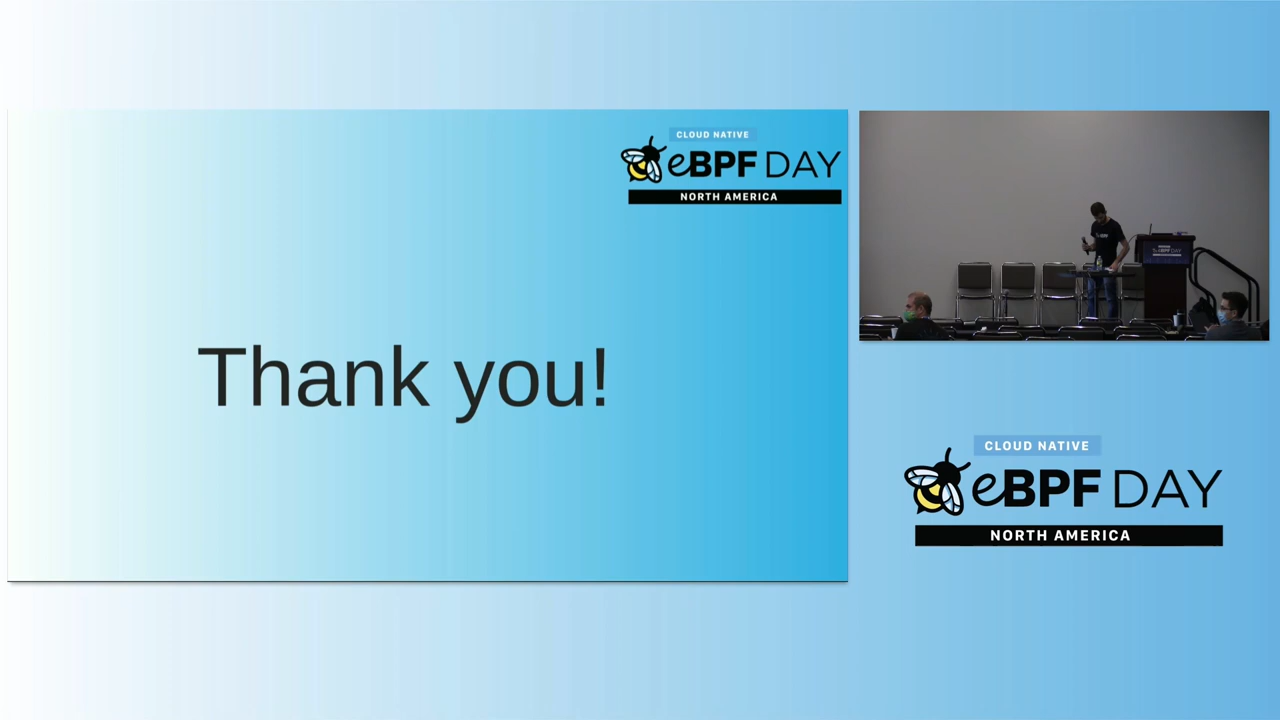 CLOUD NATIVE
eBPF DAY
NORTH AMERICA
Thank you!
CLOUD NATIVE
eBPF DAY
NORTH AMERICA